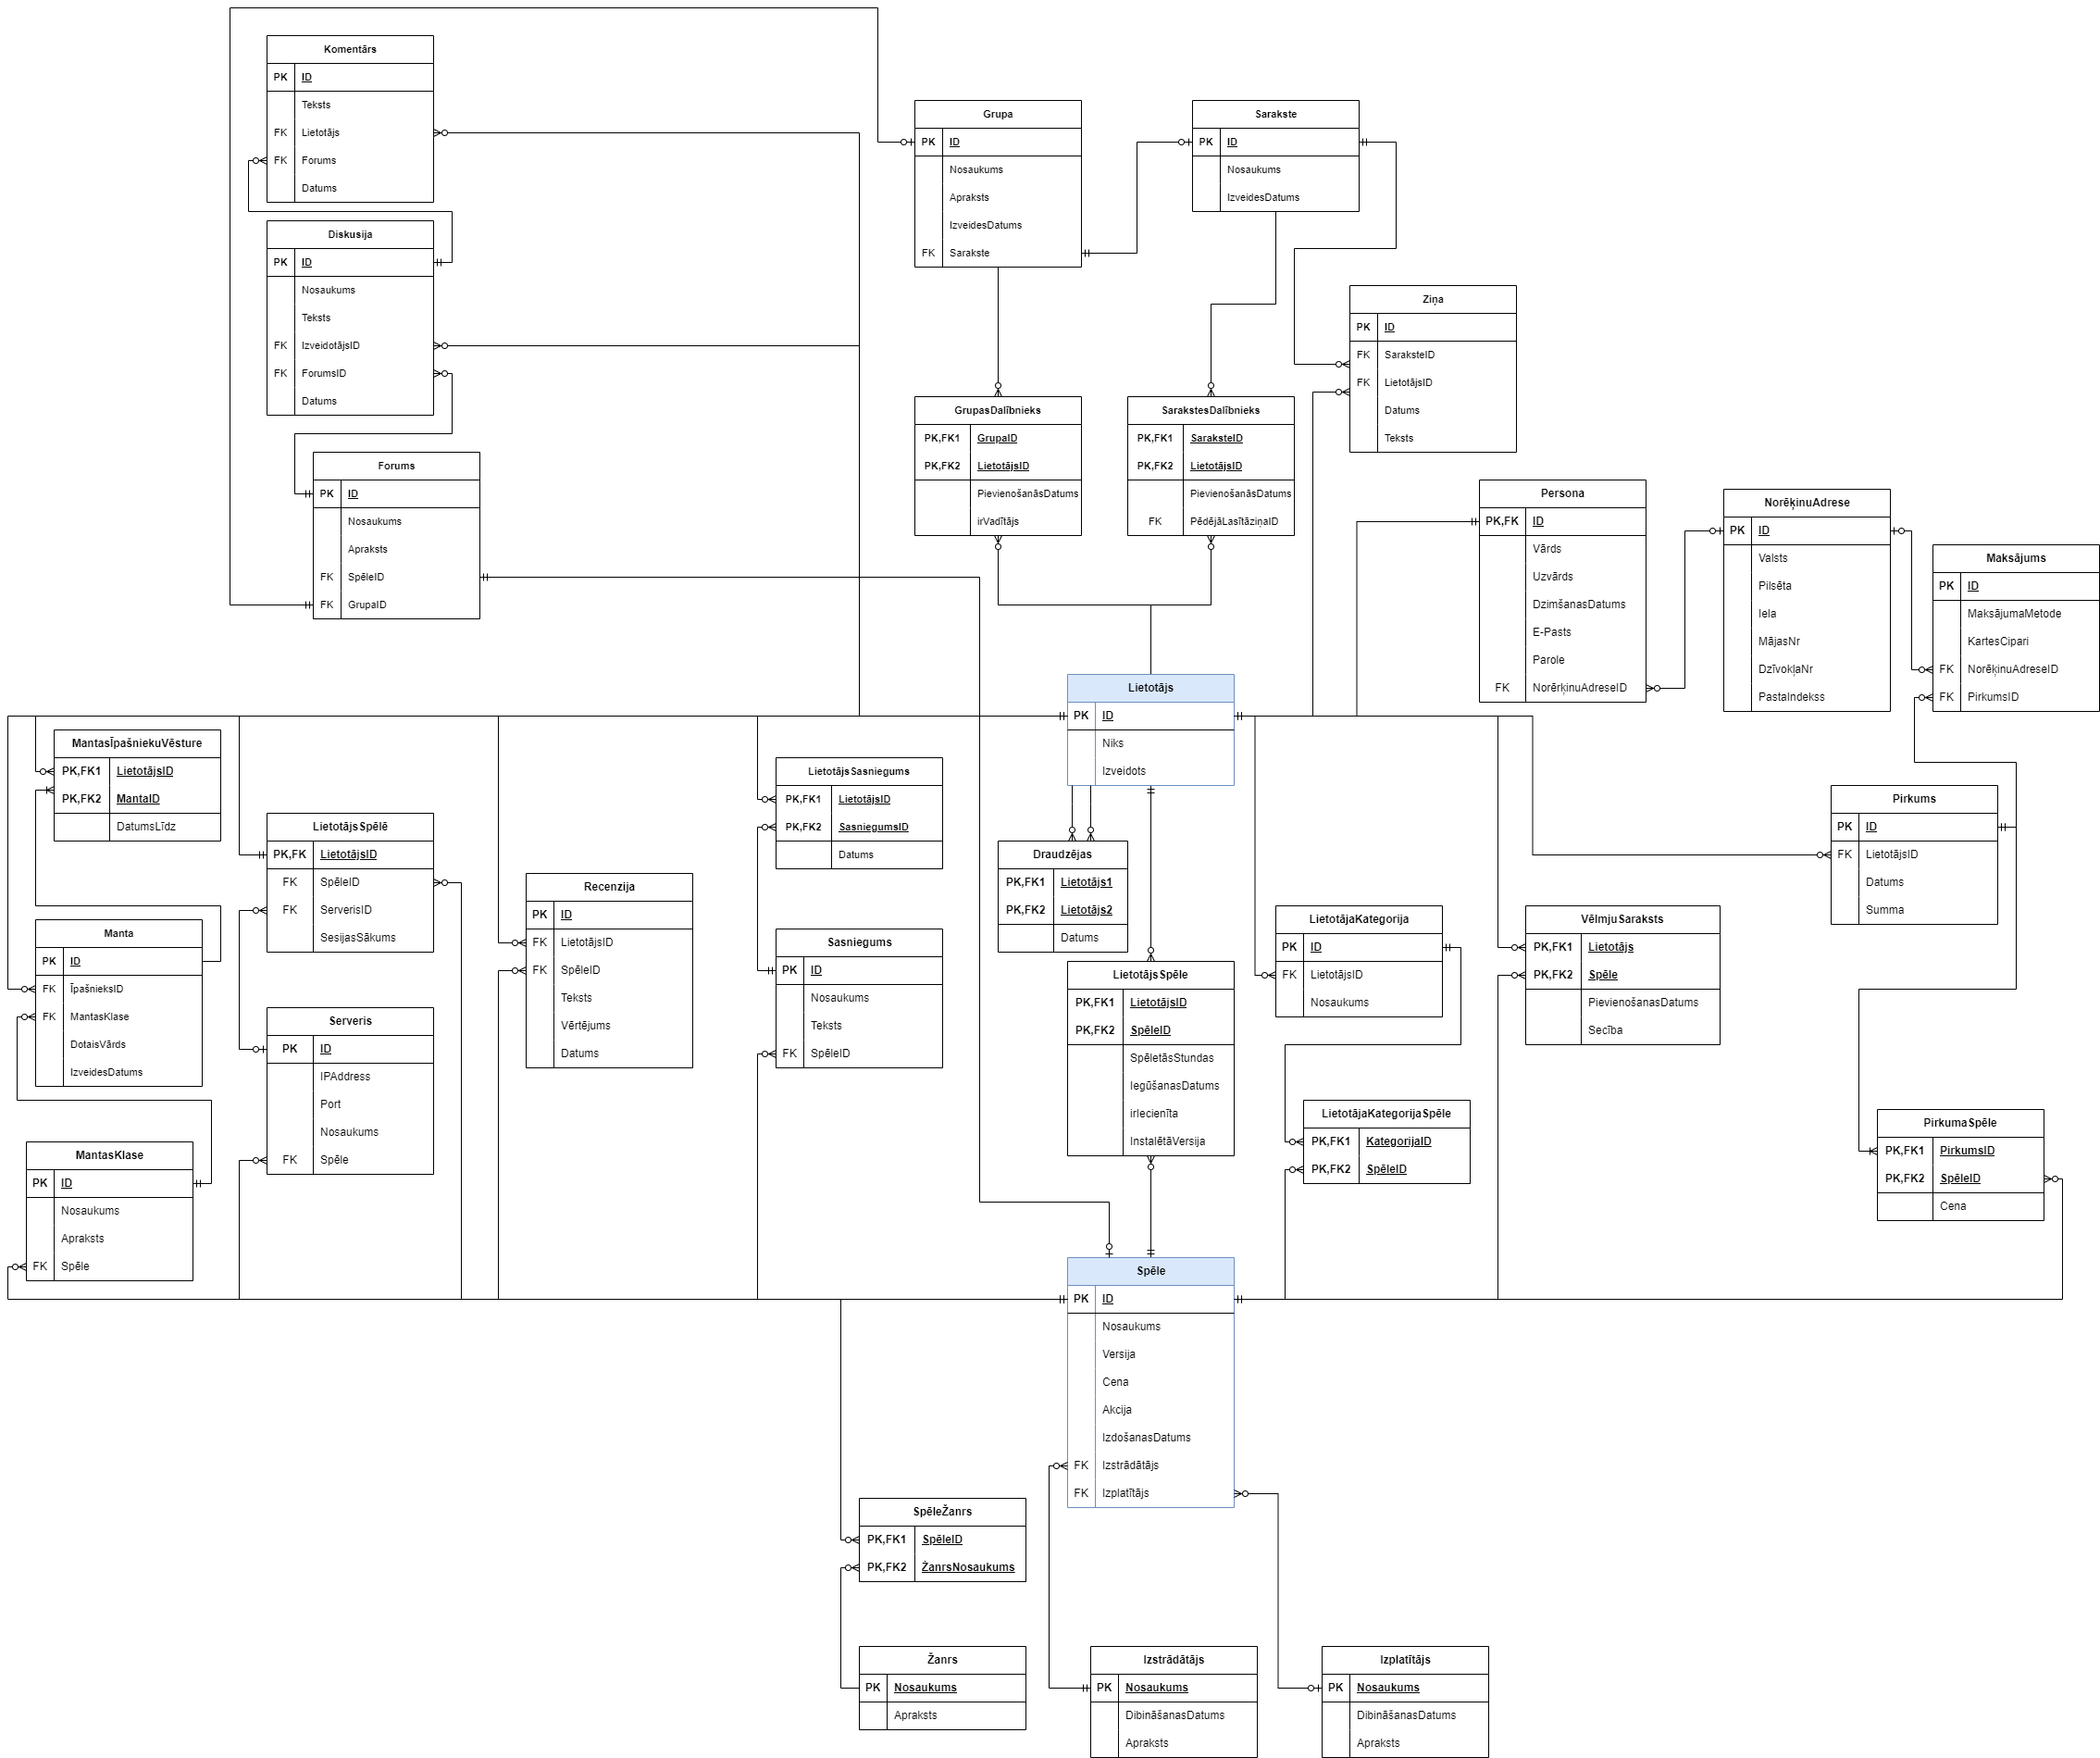 Komentārs
PK ID
Teksts
FK Lietotājs
FK Forums
Datums
Diskusija
PK ID
Nosaukums
Teksts
FK IzveidotājsID
FK ForumsID
Datums
Forums
PK ID
Nosaukums
Apraksts
FK SpēleID
FK GrupaID
Grupa
PK ID
Nosaukums
Apraksts
IzveidesDatums
FK Sarakste
Sarakste
PK ID
Nosaukums
IzveidesDatums
Ziņa
PK ID
FK SaraksteID
FK LietotājsID
Datums
Teksts
GrupasDalībnieks
PK,FK1 GrupaID
PK,FK2 LietotājsID
PievienošanāsDatums
irVadītājs
SarakstesDalībnieks
PK,FK1 SaraksteID
PK,FK2 LietotājsID
PievienošanāsDatums
FK PēdējāLasītāziņaID
Persona
PK,FK ID
Vārds
Uzvārds
DzimšanasDatums
E-Pasts
Parole
FK NorērķinuAdreseID
NorēķinuAdrese
PK ID
Valsts
Pilsēta
Iela
MājasNr
DzīvokļaNr
PastaIndekss
Maksājums
PK ID
MaksājumaMetode
KartesCipari
FK NorēķinuAdreseID
FK PirkumsID
Lietotājs
PK ID
Niks
Izveidots
MantasĪpašniekuVēsture
PK,FK1 LietotājsID
PK,FK2 MantaID
DatumsLīdz
LietotājsSpēlē
PK,FK LietotājsID
FK SpēleID
FK ServerisID
SesijasSākums
Manta
PK ID
FK ĪpašnieksID
FK MantasKlase
DotaisVārds
IzveidesDatums
Serveris
PK ID
IPAddress
Port
Nosaukums
FK Spēle
MantasKlase
PK ID
Nosaukums
Apraksts
FK Spēle
Recenzija
PK ID
FK LietotājsID
FK SpēleID
Teksts
Vērtējums
Datums
LietotājsSasniegums
PK,FK1 LietotājsID
PK,FK2 SasniegumsID
Datums
Sasniegums
PK ID
Nosaukums
Teksts
FK SpēleID
Draudzējas
PK,FK1 Lietotājs1
PK,FK2 Lietotājs2
Datums
LietotājsSpēle
PK,FK1 LietotājsID
PK,FK2 SpēleID
SpēlētāsStundas
IegūšanasDatums
irIecienīta
InstalētāVersija
LietotājaKategorija
PK ID
FK LietotājsID
Nosaukums
LietotājaKategorijaSpēle
PK,FK1 KategorijaID
PK,FK2 SpēleID
VēlmjuSaraksts
PK,FK1 Lietotājs
PK,FK2 Spēle
PievienošanasDatums
Secība
Pirkums
PK ID
FK LietotājsID
Datums
Summa
PirkumaSpēle
PK,FK1 PirkumsID
PK,FK2 SpēleID
Cena
Spēle
PK ID
Nosaukums
Versija
Cena
Akcija
IzdošanasDatums
FK Izstrādātājs
FK Izplatītājs
SpēleŽanrs
PK,FK1 SpēleID
PK,FK2 ŽanrsNosaukums
Žanrs
PK Nosaukums
Apraksts
Izstrādātājs
PK Nosaukums
DibināšanasDatums
Apraksts
Izplatītājs
PK Nosaukums
DibināšanasDatums
Apraksts